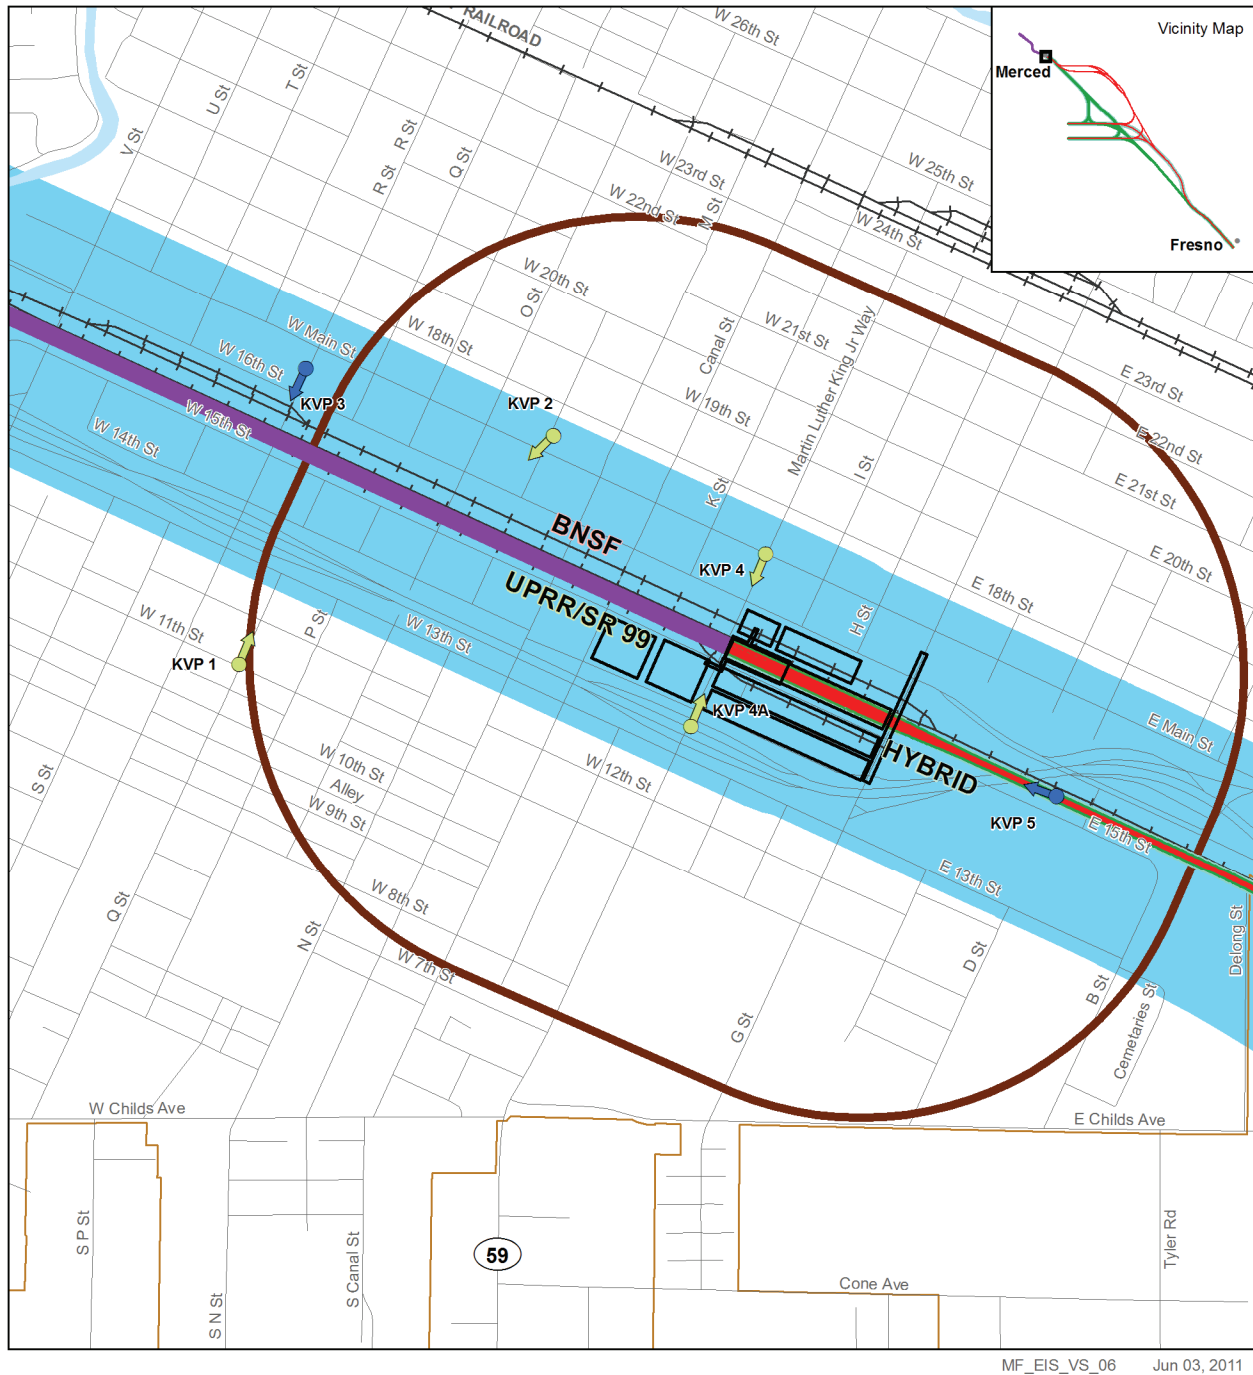 W 26th St
RAILROAD
Vicinity Map
Merced
Fresno
T St
U St
V St
R St
R St
Q St
W 23rd St
W 25th St
W 22nd St
M St
W 24th St
W 20th St
O St
W 21st St
Canal St
Martin Luther King Jr Way
W Main St
W 18th St
W 16th St
E 23rd St
W 19th St
KVP 3
KVP 2
W 15th St
W 14th St
E 22nd St
I St
K St
E 21st St
BNSF
E 20th St
KVP 4
UPRR/SR 99
E 18th St
H St
P St
W 11th St
W 13th St
KVP 1
KVP 4A
E Main St
W 10th St
Alley
W 9th St
W 12th St
HYBRID
S St
KVP 5
E 15th St
E 13th St
W 8th St
Q St
N St
W 7th St
D St
Delong St
B St
Cemetaries St
G St
W Childs Ave
E Childs Ave
S P St
S N St
S Canal St
59
Cone Ave
Tyler Rd
MF_EIS_VS_06
Jun 03, 2011